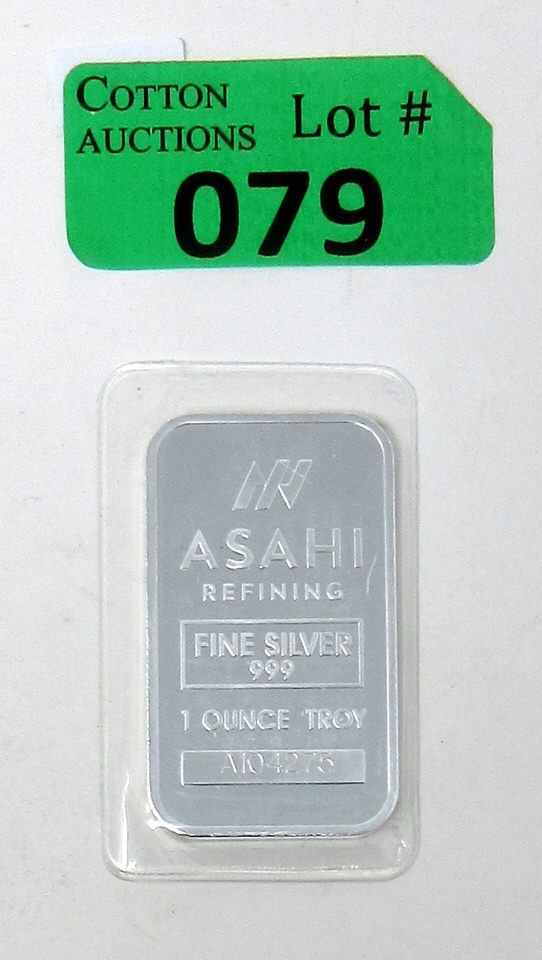 COTTON
AUCTIONS
Lot #
079
ASAHI
REFINING
FINE SILVER
999
1 OUNCE TROY
A104275